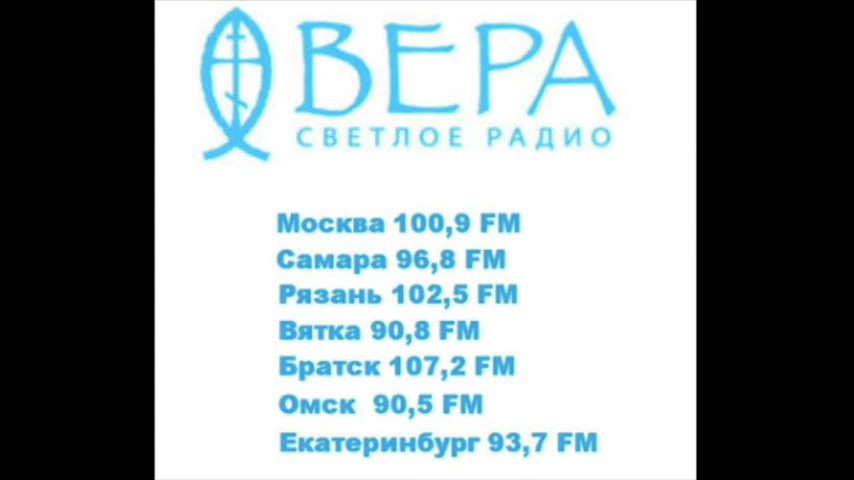 ВЕРА
СВЕТЛОЕ РАДИО
Москва 100,9 FM
Самара 96,8 FM
Рязань 102,5 FM
Вятка 90,8 FM
Братск 107,2 FM
Омск 90,5 FM
Екатеринбург 93,7 FM